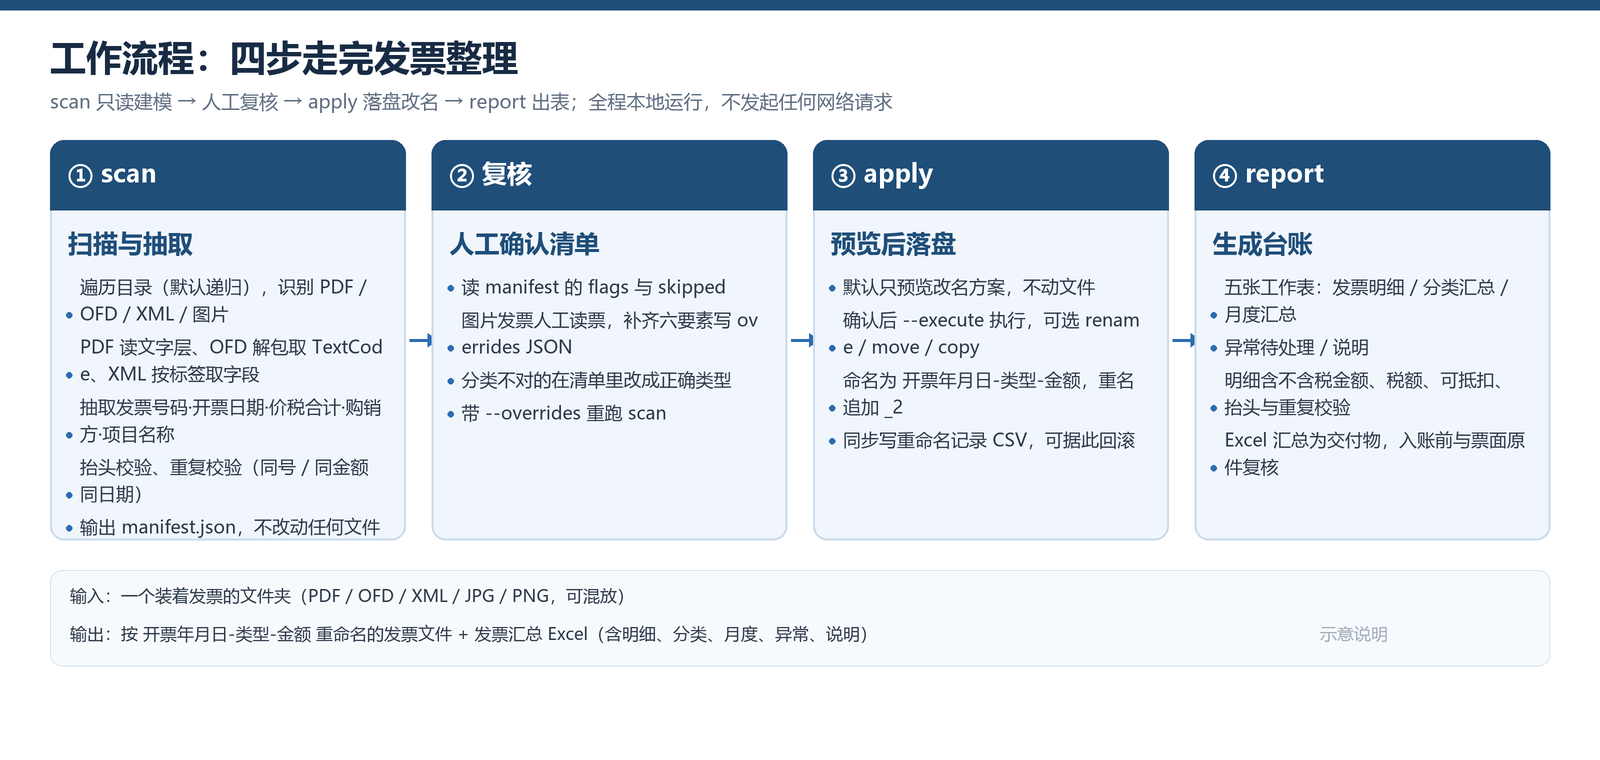 工作流程：四步走完发票整理
scan 只读建模 → 人工复核 → apply 落盘改名 → report 出表；全程本地运行，不发起任何网络请求
① scan
扫描与抽取
遍历目录（默认递归），识别 PDF /
• OFD / XML / 图片
PDF 读文字层、OFD 解包取 TextCod
• e、XML 按标签取字段
抽取发票号码·开票日期·价税合计·购销
• 方·项目名称
抬头校验、重复校验（同号 / 同金额
• 同日期）
• 输出 manifest.json，不改动任何文件
② 复核
人工确认清单
• 读 manifest 的 flags 与 skipped
图片发票人工读票，补齐六要素写 ov
• errides JSON
• 分类不对的在清单里改成正确类型
• 带 --overrides 重跑 scan
③ apply
预览后落盘
• 默认只预览改名方案，不动文件
确认后 --execute 执行，可选 renam
• e / move / copy
命名为 开票年月日-类型-金额，重名
• 追加 _2
• 同步写重命名记录 CSV，可据此回滚
④ report
生成台账
五张工作表：发票明细 / 分类汇总 /
• 月度汇总
• 异常待处理 / 说明
明细含不含税金额、税额、可抵扣、
• 抬头与重复校验
Excel 汇总为交付物，入账前与票面原
• 件复核
输入：一个装着发票的文件夹（PDF / OFD / XML / JPG / PNG，可混放）
输出：按 开票年月日-类型-金额 重命名的发票文件 + 发票汇总 Excel（含明细、分类、月度、异常、说明）
示意说明